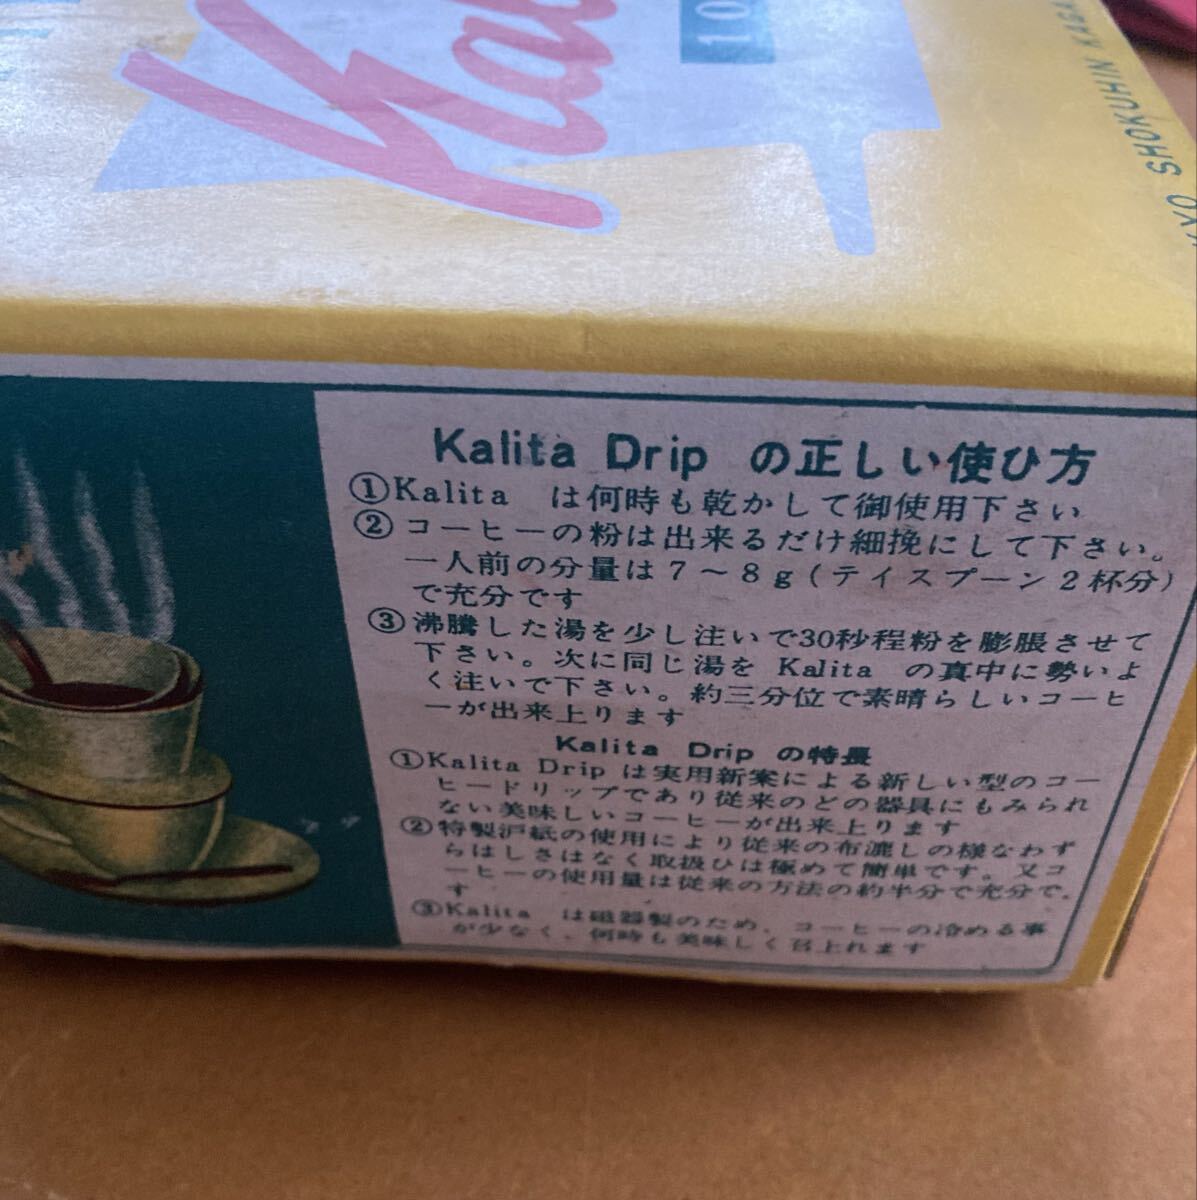 Kal
10
YO SHOKUHIN KAGA
Kalita Drip の正しい使ひ方
①Kalita は何時も乾かして御使用下さい
②コーヒーの粉は出来るだけ細挽にして下さい。
一人前の分量は7～8g(テイスプーン2杯分)
で充分です
③沸騰した湯を少し注いで30秒程粉を膨脹させて
下さい。次に同じ湯を Kalita の真中に勢いよ
く注いで下さい。約三分位で素晴らしいコーヒ
ーが出来上ります
Kalita Drip の特長
①Kalita Drip は実用新案による新しい型のコー
ヒードリップであり従来のどの器具にもみられ
ない美味しいコーヒーが出来上ります
②特製沪紙の使用により従来の布漉しの様なわず
らはしさはなく取扱ひは極めて簡単です。又コ
ーヒーの使用量は従来の方法の約半分で充分で.
す
③Kalita は磁器製のため、コーヒーの冷める事
が少なく、何時も美味しく召上れます